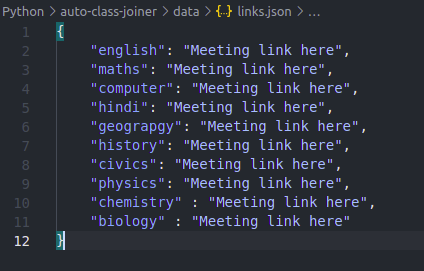 Python > auto-class-joiner > data > {..} links.json > ...
1 {
2 "english": "Meeting link here",
3 "maths": "Meeting link here",
4 "computer": "Meeting link here",
5 "hindi": "Meeting link here",
6 "geograpgy": "Meeting link here",
7 "history": "Meeting link here",
8 "civics": "Meeting link here",
9 "physics": "Meeting link here",
10 "chemistry" : "Meeting link here",
11 "biology" : "Meeting link here"
12 }